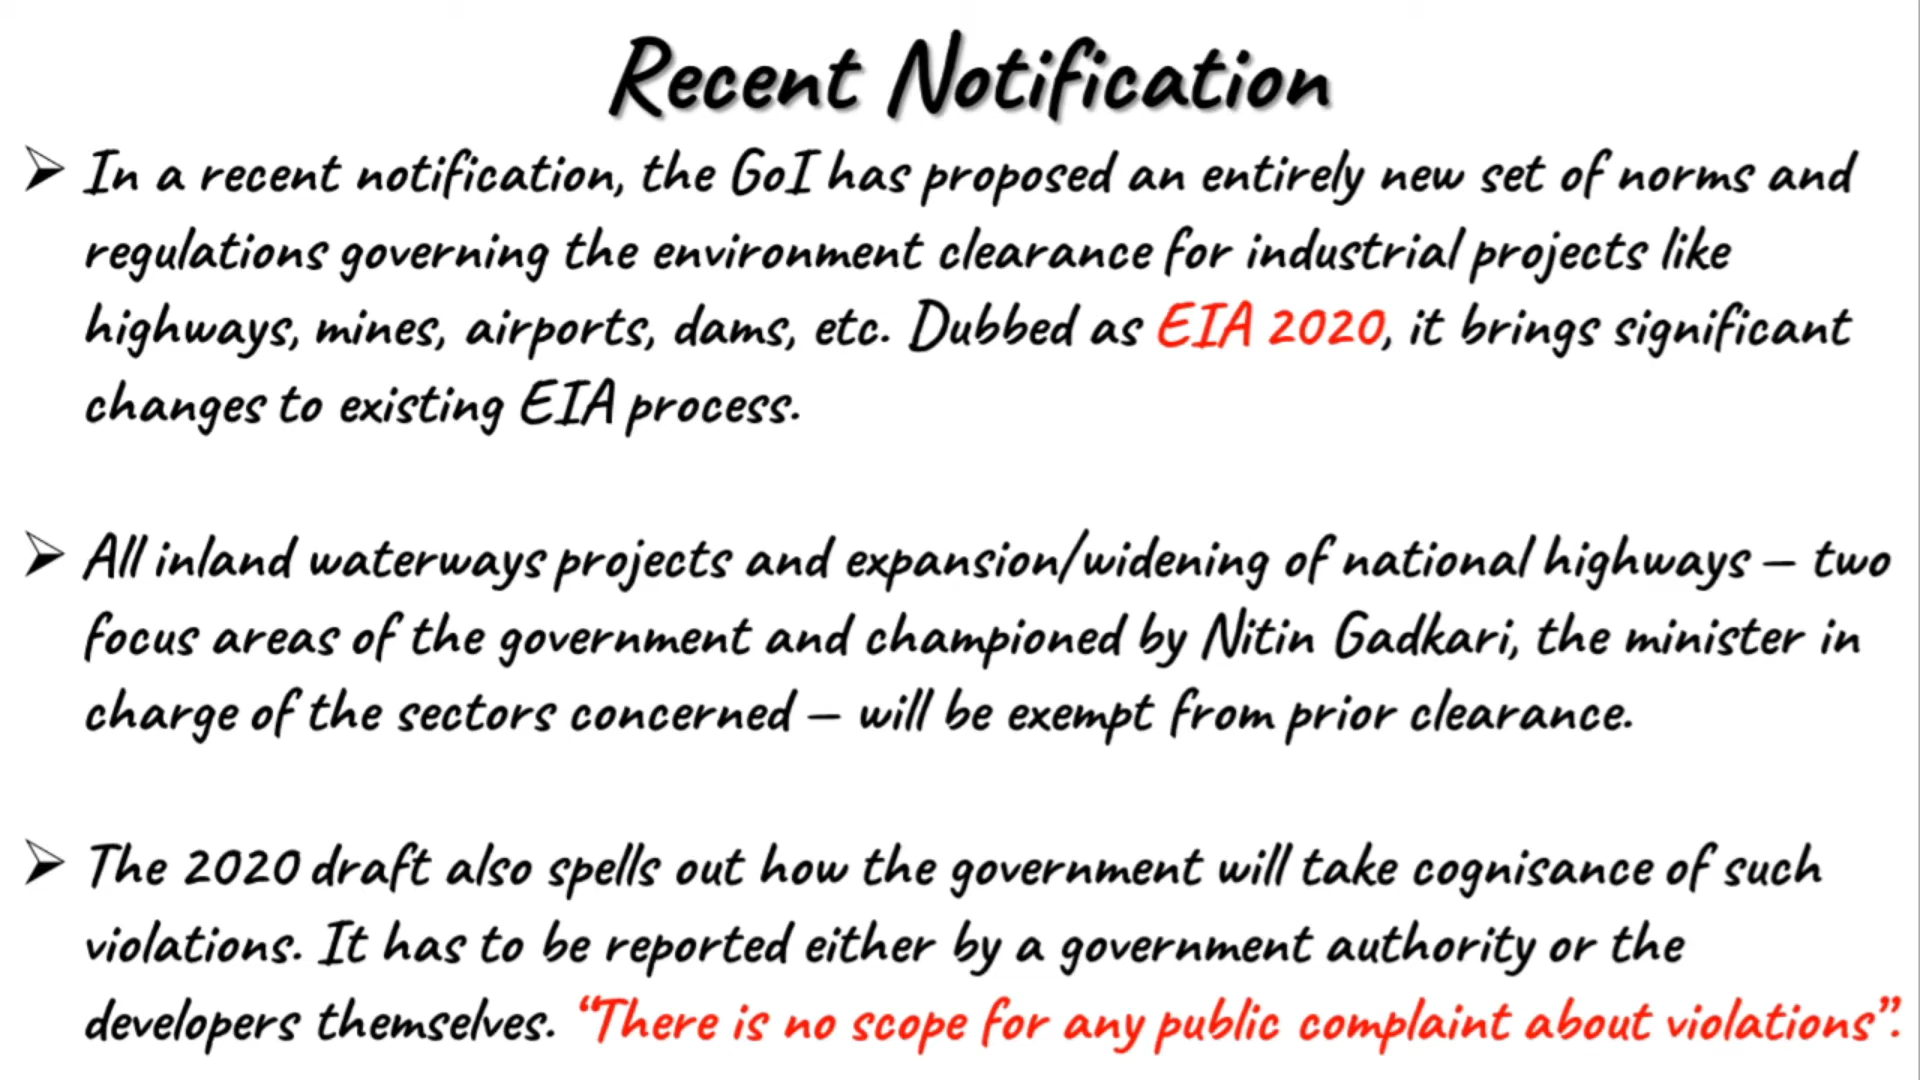 Recent Notification
➢ In a recent notification, the GoI has proposed an entirely new set of norms and
regulations governing the environment clearance for industrial projects like
highways, mines, airports, dams, etc. Dubbed as EIA 2020, it brings significant
changes to existing EIA process.
➢ All inland waterways projects and expansion/widening of national highways – two
focus areas of the government and championed by Nitin Gadkari, the minister in
charge of the sectors concerned – will be exempt from prior clearance.
➢ The 2020 draft also spells out how the government will take cognisance of such
violations. It has to be reported either by a government authority or the
developers themselves. “There is no scope for any public complaint about violations”.